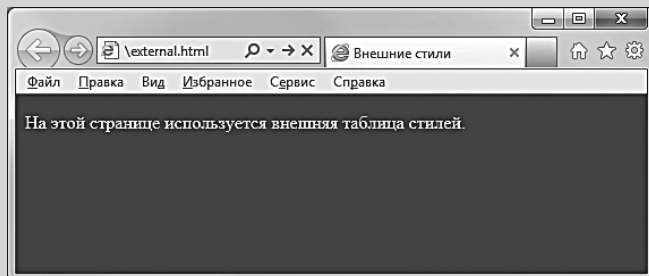 \external.html
Внешние стили
Файл Правка Вид Избранное Сервис Справка
На этой странице используется внешняя таблица стилей.